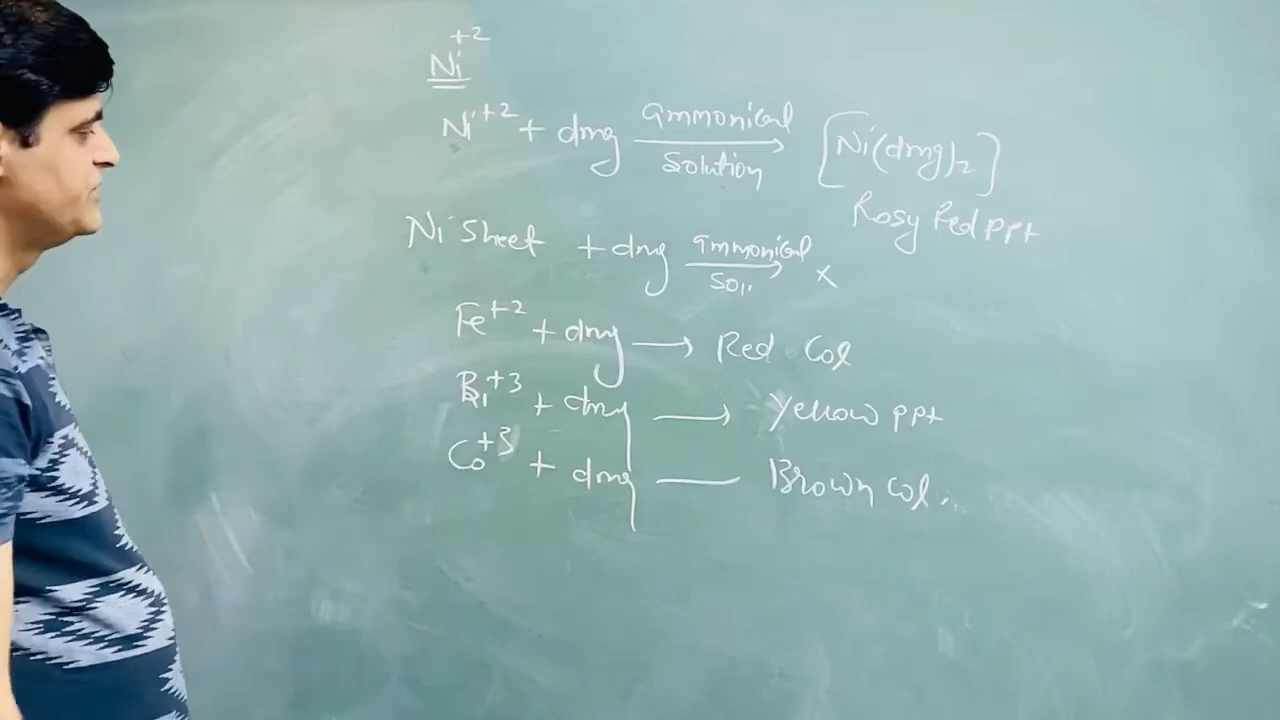 Ni+2
Ni+2 + dmg ammonical solution → [Ni(dmg)2]
Rosy Red ppt
Ni Sheet + dmg ammonical Sol. → ×
Fe+2 + dmg → Red Col
Bi+3 + dmg → yellow ppt
Co+3 + dmg — Brown Col..